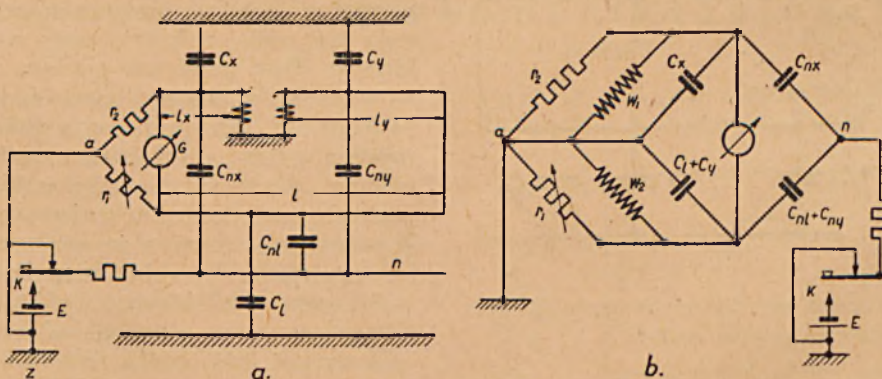 Cx
Cy
r2
lx
ly
a
G
r1
Cnx
Cny
l
Cnl
n
K
E
Cl
z
a.
r2
W1
Cx
Cnx
a
n
r1
W2
Cl+Cy
Cnl+Cny
K
E
b.